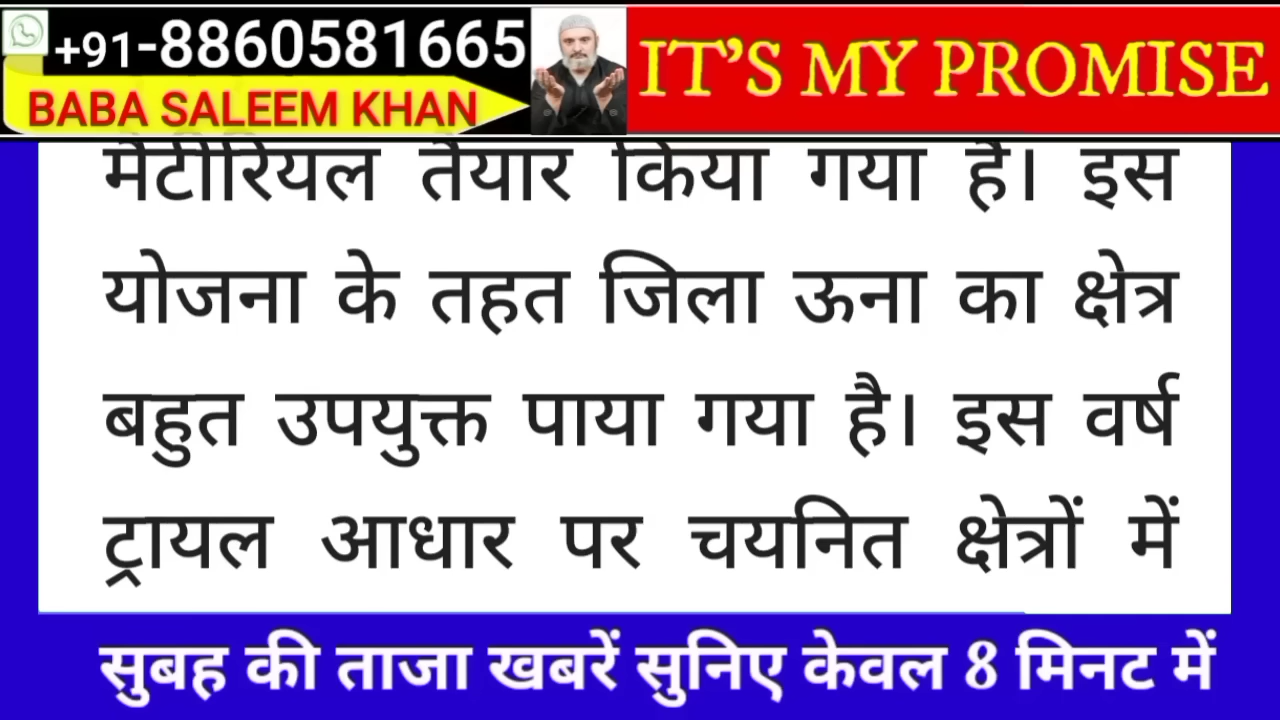 +91-8860581665
BABA SALEEM KHAN
IT'S MY PROMISE
मेटीरियल तैयार किया गया है। इस
योजना के तहत जिला ऊना का क्षेत्र
बहुत उपयुक्त पाया गया है। इस वर्ष
ट्रायल आधार पर चयनित क्षेत्रों में
सुबह की ताजा खबरें सुनिए केवल 8 मिनट में